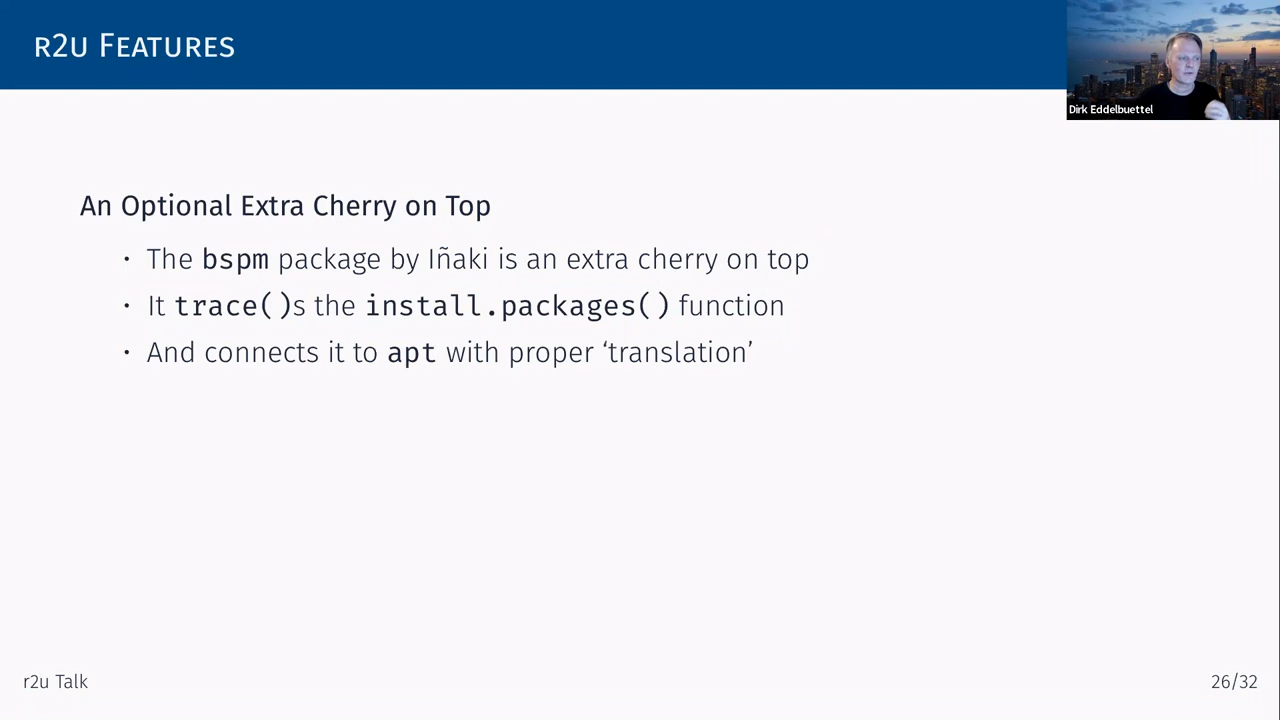 R2U FEATURES
Dirk Eddelbuettel
An Optional Extra Cherry on Top
• The bspm package by Iñaki is an extra cherry on top
• It trace()s the install.packages() function
• And connects it to apt with proper ‘translation’
r2u Talk
26/32